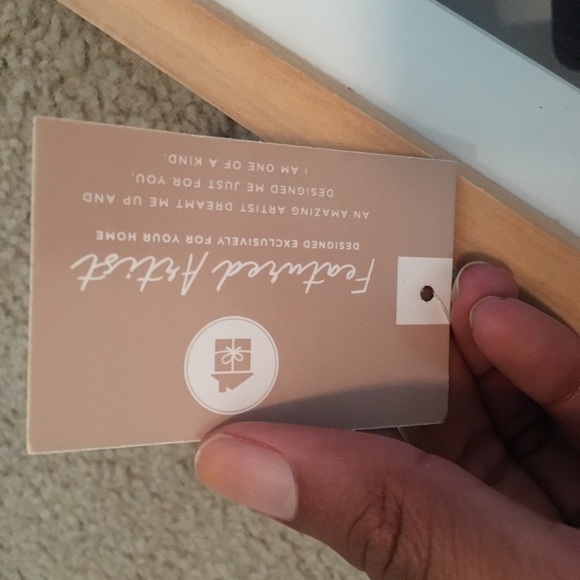 Featured Artist
DESIGNED EXCLUSIVELY FOR YOUR HOME
AN AMAZING ARTIST DREAMT ME UP AND
DESIGNED ME JUST FOR YOU.
I AM ONE OF A KIND.